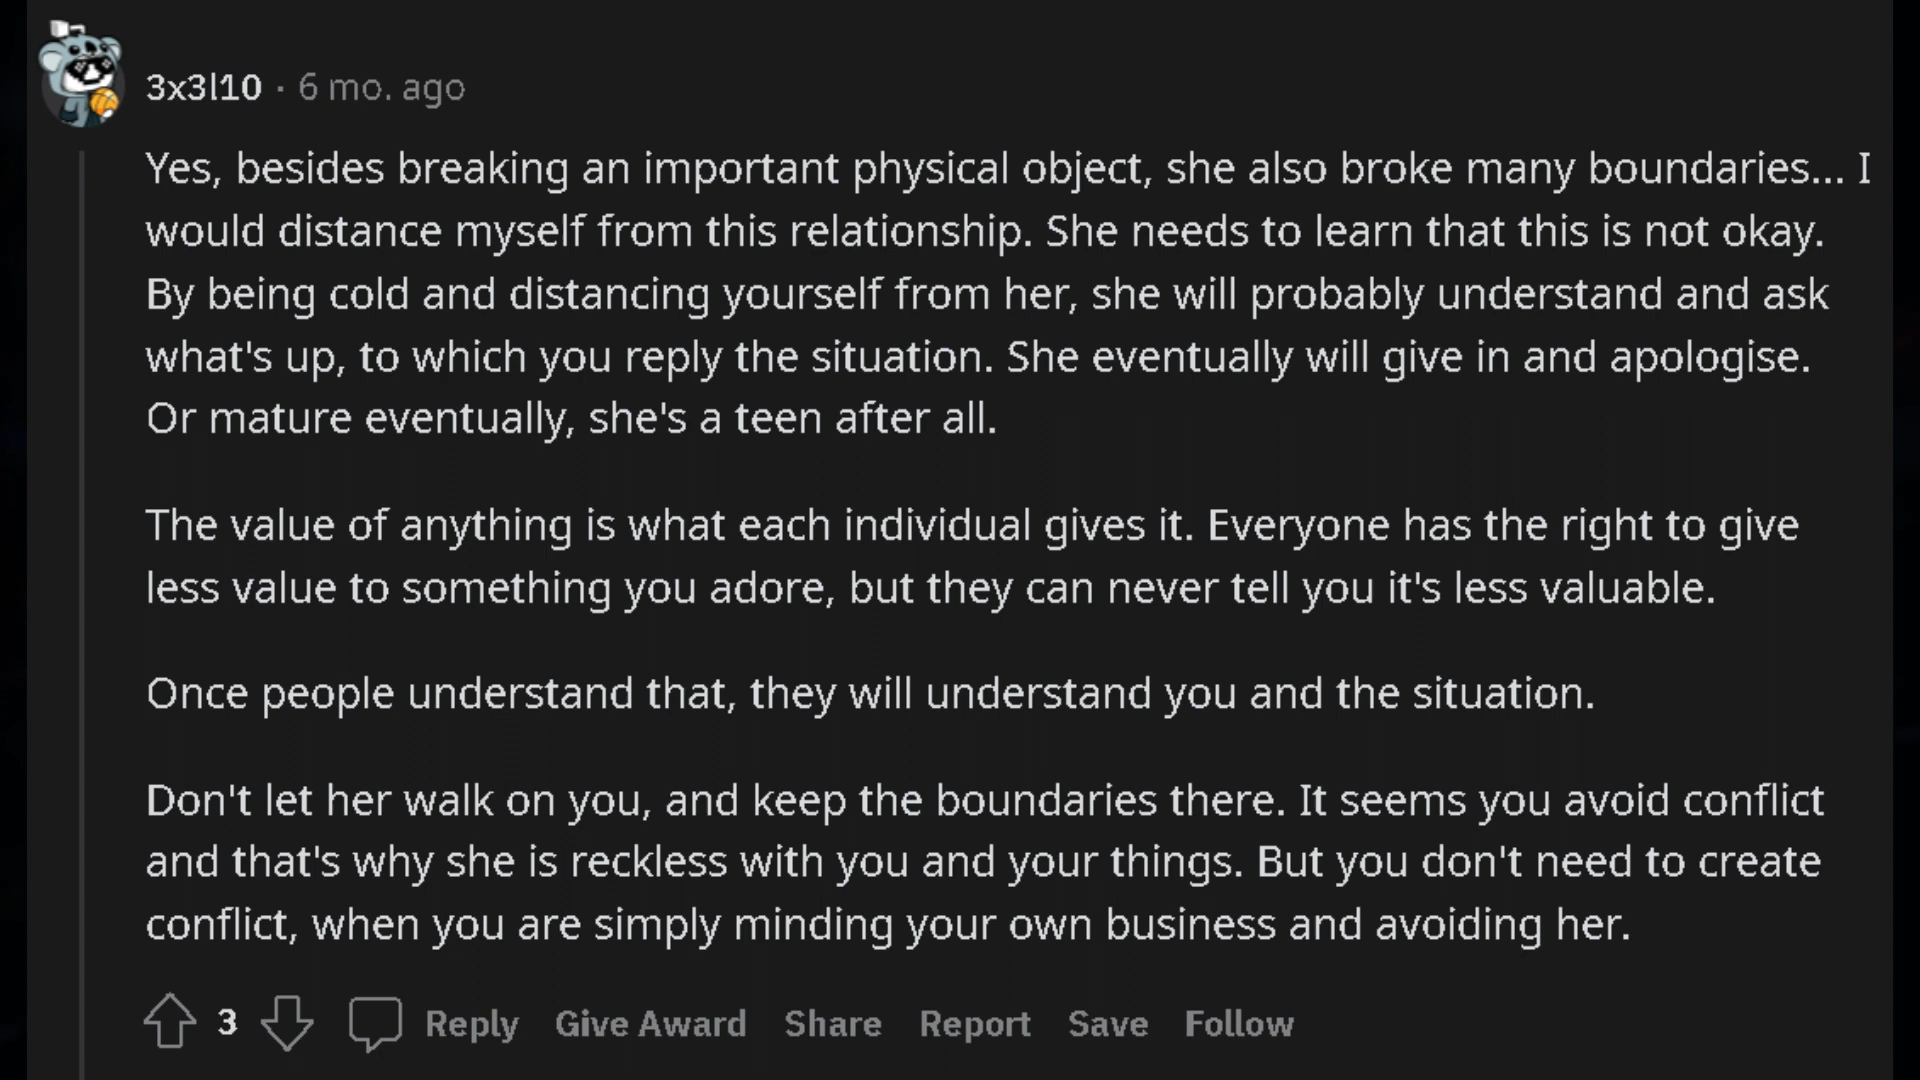 3x3l10 · 6 mo. ago
Yes, besides breaking an important physical object, she also broke many boundaries... I
would distance myself from this relationship. She needs to learn that this is not okay.
By being cold and distancing yourself from her, she will probably understand and ask
what's up, to which you reply the situation. She eventually will give in and apologise.
Or mature eventually, she's a teen after all.
The value of anything is what each individual gives it. Everyone has the right to give
less value to something you adore, but they can never tell you it's less valuable.
Once people understand that, they will understand you and the situation.
Don't let her walk on you, and keep the boundaries there. It seems you avoid conflict
and that's why she is reckless with you and your things. But you don't need to create
conflict, when you are simply minding your own business and avoiding her.
3 Reply Give Award Share Report Save Follow